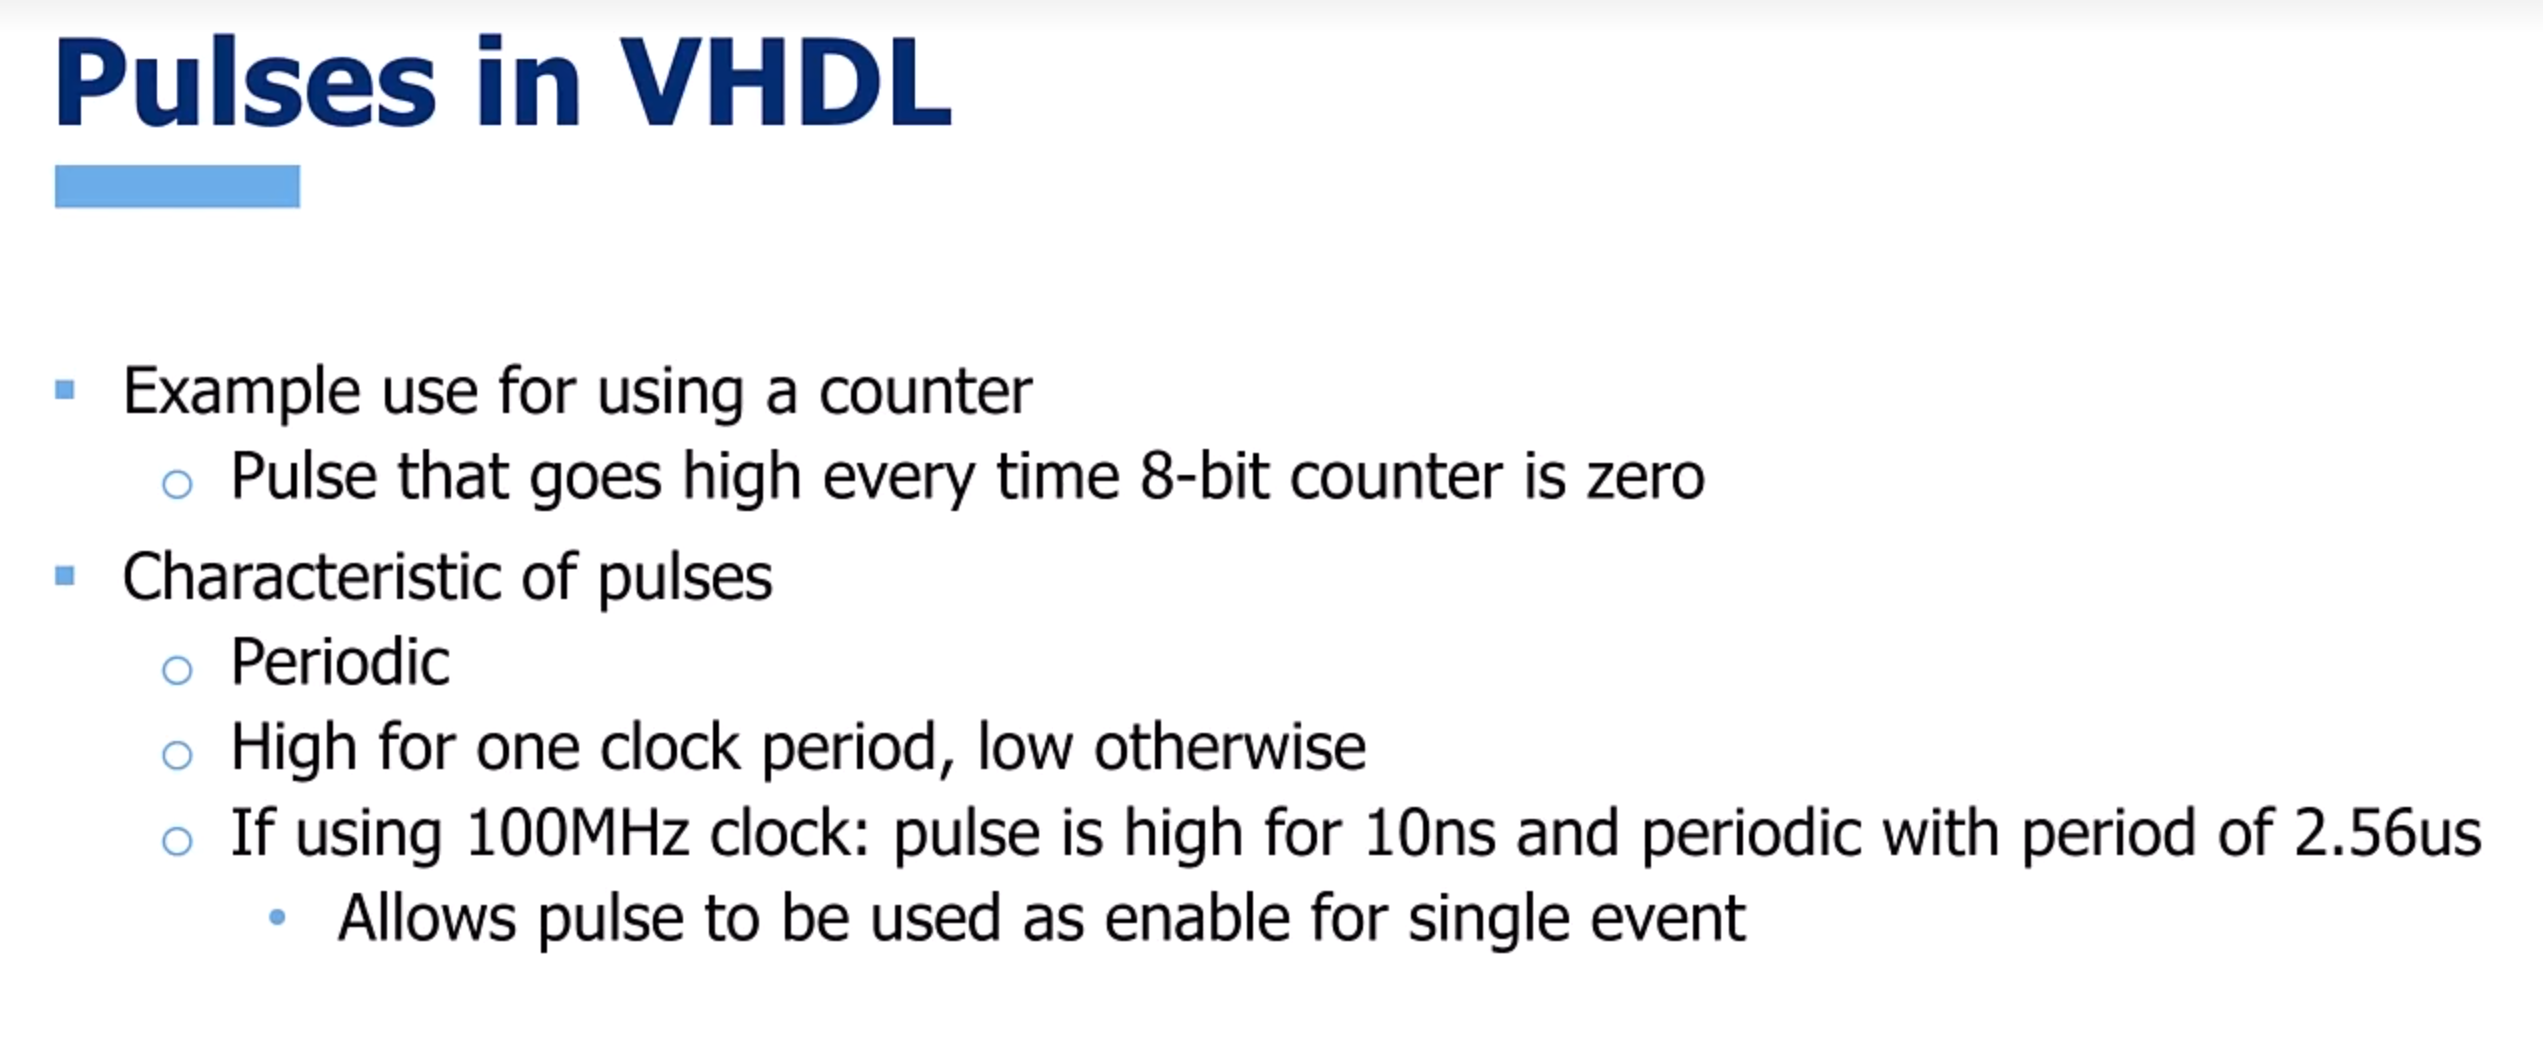 Pulses in VHDL
Example use for using a counter
Pulse that goes high every time 8-bit counter is zero
Characteristic of pulses
Periodic
High for one clock period, low otherwise
If using 100MHz clock: pulse is high for 10ns and periodic with period of 2.56us
Allows pulse to be used as enable for single event